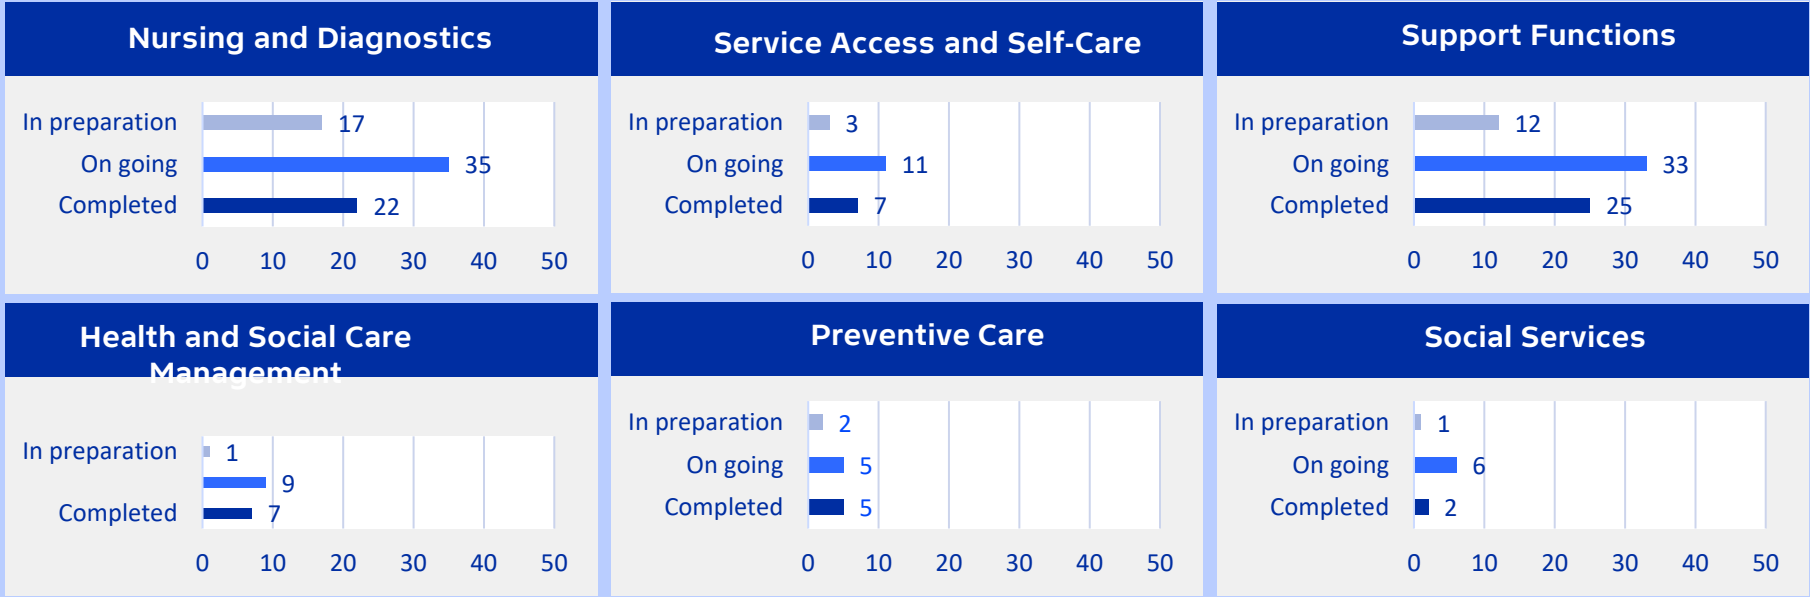 Nursing and Diagnostics
In preparation 17
On going 35
Completed 22
0 10 20 30 40 50
Service Access and Self-Care
In preparation 3
On going 11
Completed 7
0 10 20 30 40 50
Support Functions
In preparation 12
On going 33
Completed 25
0 10 20 30 40 50
Health and Social Care
Management
In preparation 1
9
Completed 7
0 10 20 30 40 50
Preventive Care
In preparation 2
On going 5
Completed 5
0 10 20 30 40 50
Social Services
In preparation 1
On going 6
Completed 2
0 10 20 30 40 50